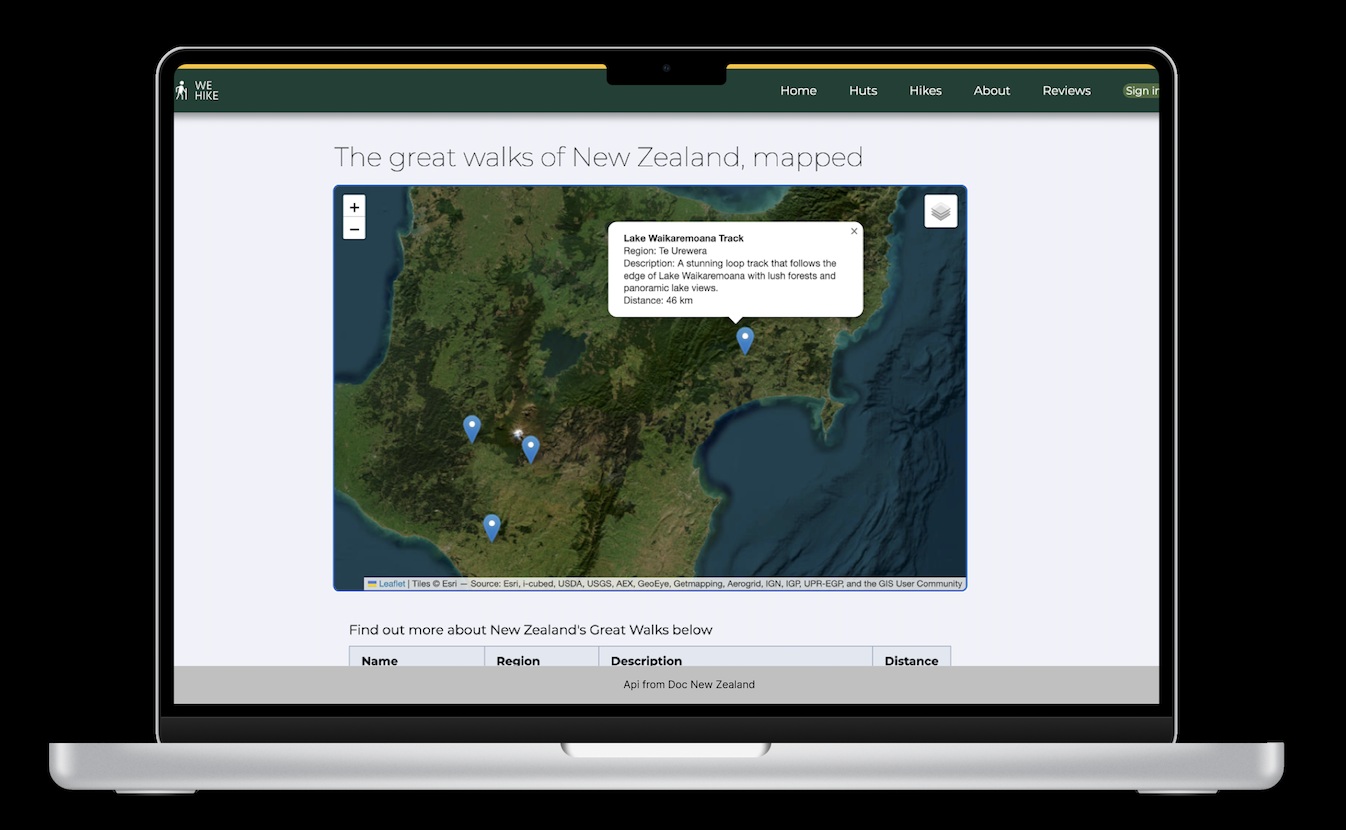 WE
HIKE
Home
Huts
Hikes
About
Reviews
Sign in
The great walks of New Zealand, mapped
+
−
Lake Waikaremoana Track
Region: Te Urewera
Description: A stunning loop track that follows the
edge of Lake Waikaremoana with lush forests and
panoramic lake views.
Distance: 46 km
×
Leaflet | Tiles © Esri — Source: Esri, i-cubed, USDA, USGS, AEX, GeoEye, Getmapping, Aerogrid, IGN, IGP, UPR-EGP, and the GIS User Community
Find out more about New Zealand's Great Walks below
Name
Region
Description
Distance
Api from Doc New Zealand